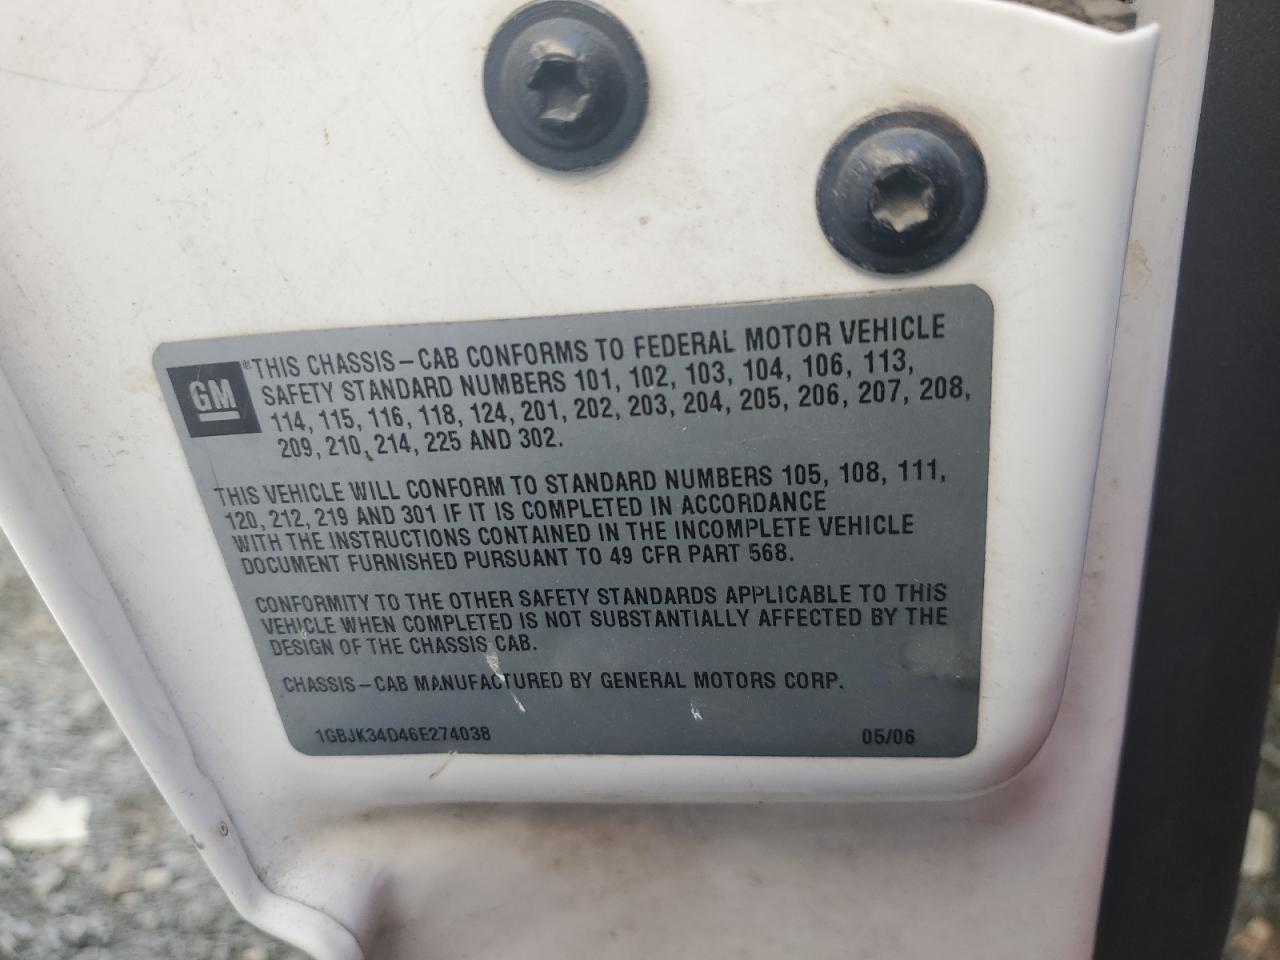 GM
®THIS CHASSIS-CAB CONFORMS TO FEDERAL MOTOR VEHICLE
SAFETY STANDARD NUMBERS 101, 102, 103, 104, 106, 113,
114, 115, 116, 118, 124, 201, 202, 203, 204, 205, 206, 207, 208,
209, 210, 214, 225 AND 302.
THIS VEHICLE WILL CONFORM TO STANDARD NUMBERS 105, 108, 111,
120, 212, 219 AND 301 IF IT IS COMPLETED IN ACCORDANCE
WITH THE INSTRUCTIONS CONTAINED IN THE INCOMPLETE VEHICLE
DOCUMENT FURNISHED PURSUANT TO 49 CFR PART 568.
CONFORMITY TO THE OTHER SAFETY STANDARDS APPLICABLE TO THIS
VEHICLE WHEN COMPLETED IS NOT SUBSTANTIALLY AFFECTED BY THE
DESIGN OF THE CHASSIS CAB.
CHASSIS-CAB MANUFACTURED BY GENERAL MOTORS CORP.
1GBJK34D46E274038 05/06